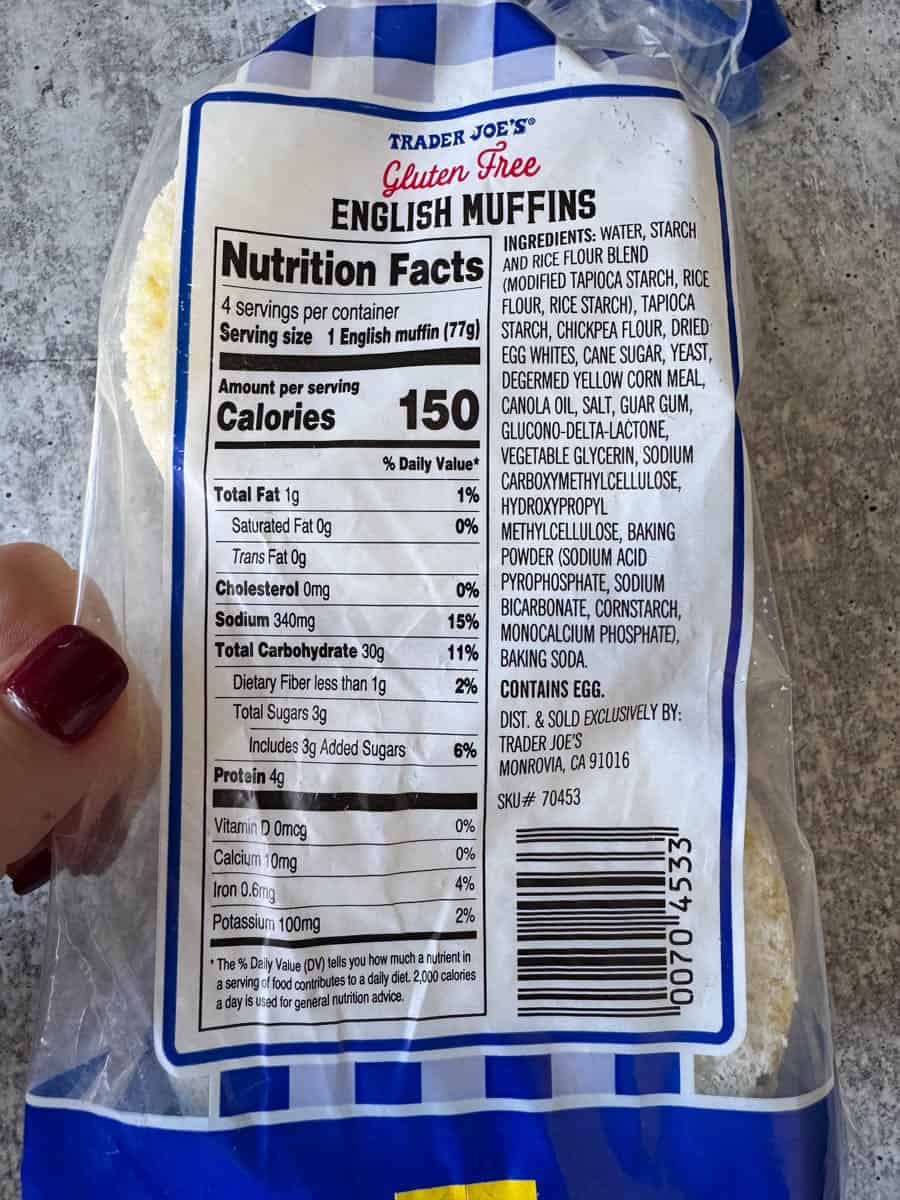 TRADER JOE'S®
Gluten Free
ENGLISH MUFFINS
Nutrition Facts
4 servings per container
Serving size 1 English muffin (77g)
Amount per serving
Calories 150
% Daily Value*
Total Fat 1g 1%
Saturated Fat 0g 0%
Trans Fat 0g
Cholesterol 0mg 0%
Sodium 340mg 15%
Total Carbohydrate 30g 11%
Dietary Fiber less than 1g 2%
Total Sugars 3g
Includes 3g Added Sugars 6%
Protein 4g
Vitamin D 0mcg 0%
Calcium 10mg 0%
Iron 0.6mg 4%
Potassium 100mg 2%
* The % Daily Value (DV) tells you how much a nutrient in
a serving of food contributes to a daily diet. 2,000 calories
a day is used for general nutrition advice.
INGREDIENTS: WATER, STARCH
AND RICE FLOUR BLEND
(MODIFIED TAPIOCA STARCH, RICE
FLOUR, RICE STARCH), TAPIOCA
STARCH, CHICKPEA FLOUR, DRIED
EGG WHITES, CANE SUGAR, YEAST,
DEGERMED YELLOW CORN MEAL,
CANOLA OIL, SALT, GUAR GUM,
GLUCONO-DELTA-LACTONE,
VEGETABLE GLYCERIN, SODIUM
CARBOXYMETHYLCELLULOSE,
HYDROXYPROPYL
METHYLCELLULOSE, BAKING
POWDER (SODIUM ACID
PYROPHOSPHATE, SODIUM
BICARBONATE, CORNSTARCH,
MONOCALCIUM PHOSPHATE),
BAKING SODA.
CONTAINS EGG.
DIST. & SOLD EXCLUSIVELY BY:
TRADER JOE'S
MONROVIA, CA 91016
SKU# 70453
0070 4533